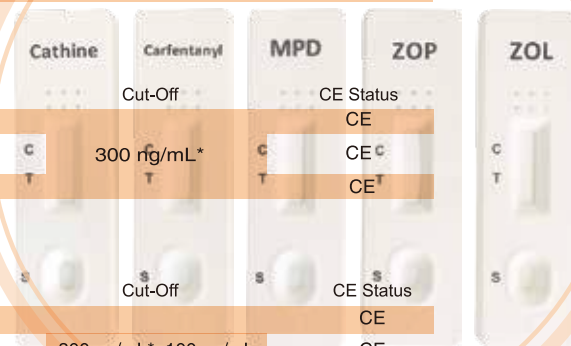 Cathine Carfentanyl MPD ZOP ZOL
Cut-Off CE Status
CE
C C C C C
300 ng/mL* CE
T T T T T
CE
S S S S S
Cut-Off CE Status
CE
CE